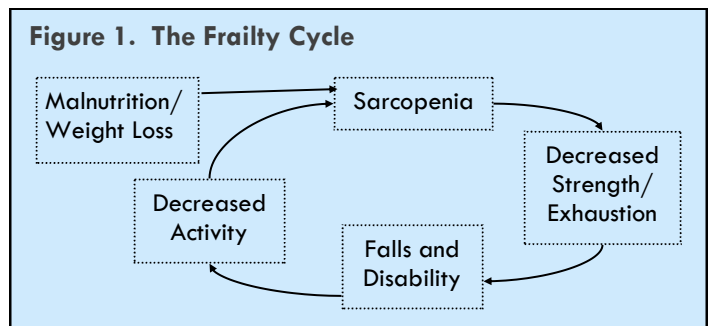 Figure 1. The Frailty Cycle
Malnutrition/
Weight Loss
Sarcopenia
Decreased
Strength/
Exhaustion
Falls and
Disability
Decreased
Activity